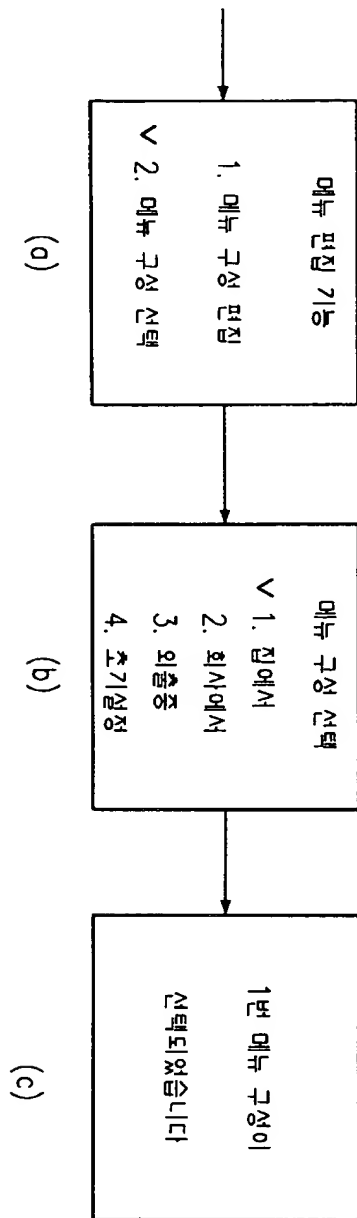 메뉴 편집 기능
1. 메뉴 구성 편집
∨ 2. 메뉴 구성 선택
(a)
메뉴 구성 선택
∨ 1. 집에서
2. 회사에서
3. 외출중
4. 초기설정
(b)
1번 메뉴 구성이
선택되었습니다
(c)